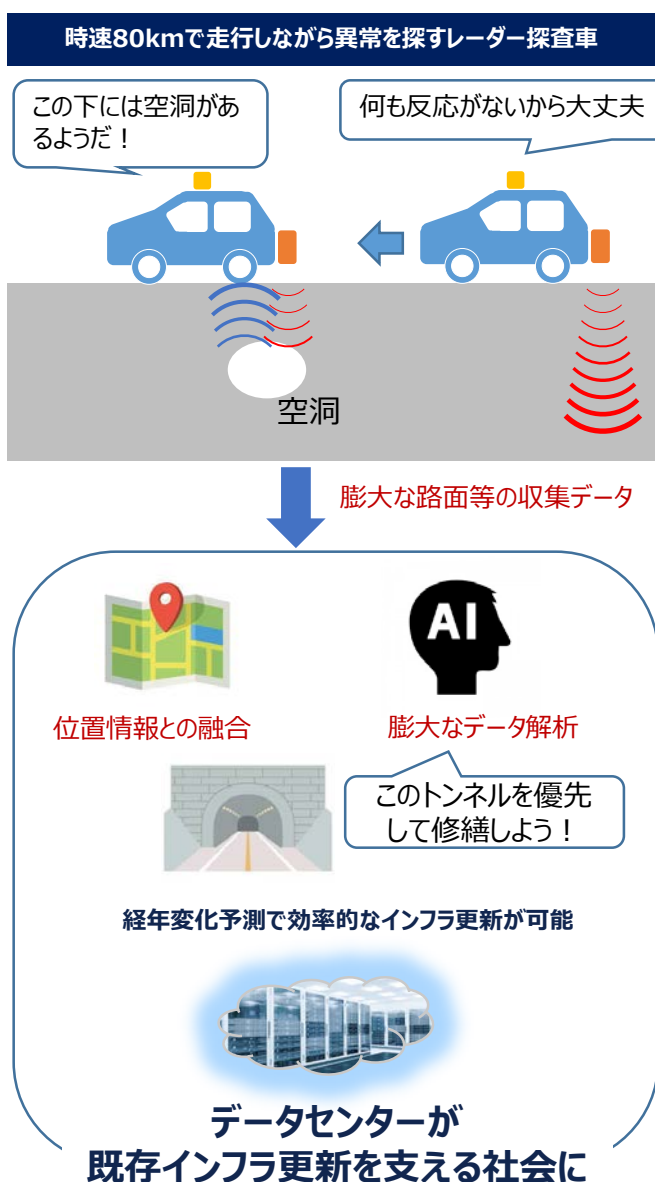 時速80kmで走行しながら異常を探すレーダー探査車
この下には空洞があ
るようだ！
何も反応がないから大丈夫
空洞
膨大な路面等の収集データ
AI
位置情報との融合
膨大なデータ解析
このトンネルを優先
して修繕しよう！
経年変化予測で効率的なインフラ更新が可能
データセンターが
既存インフラ更新を支える社会に